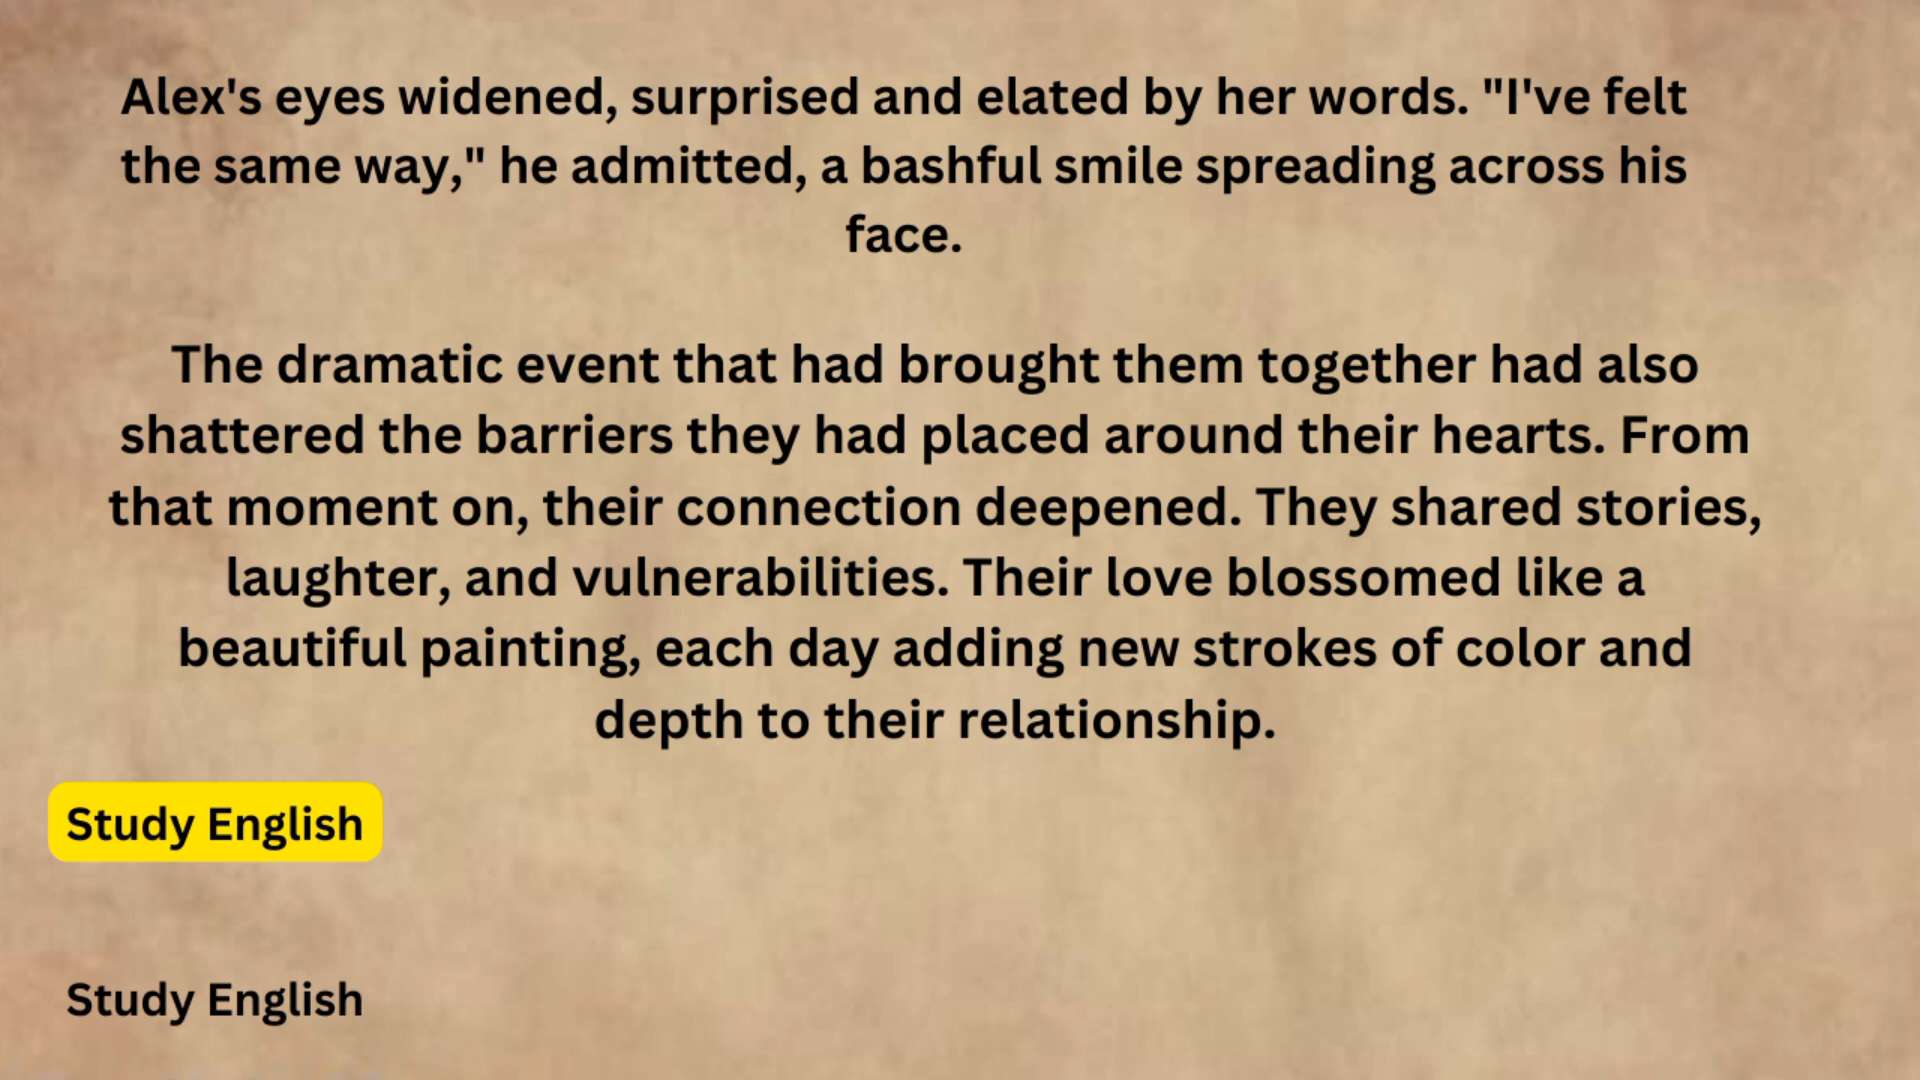 Alex's eyes widened, surprised and elated by her words. "I've felt
the same way," he admitted, a bashful smile spreading across his
face.
The dramatic event that had brought them together had also
shattered the barriers they had placed around their hearts. From
that moment on, their connection deepened. They shared stories,
laughter, and vulnerabilities. Their love blossomed like a
beautiful painting, each day adding new strokes of color and
depth to their relationship.
Study English
Study English